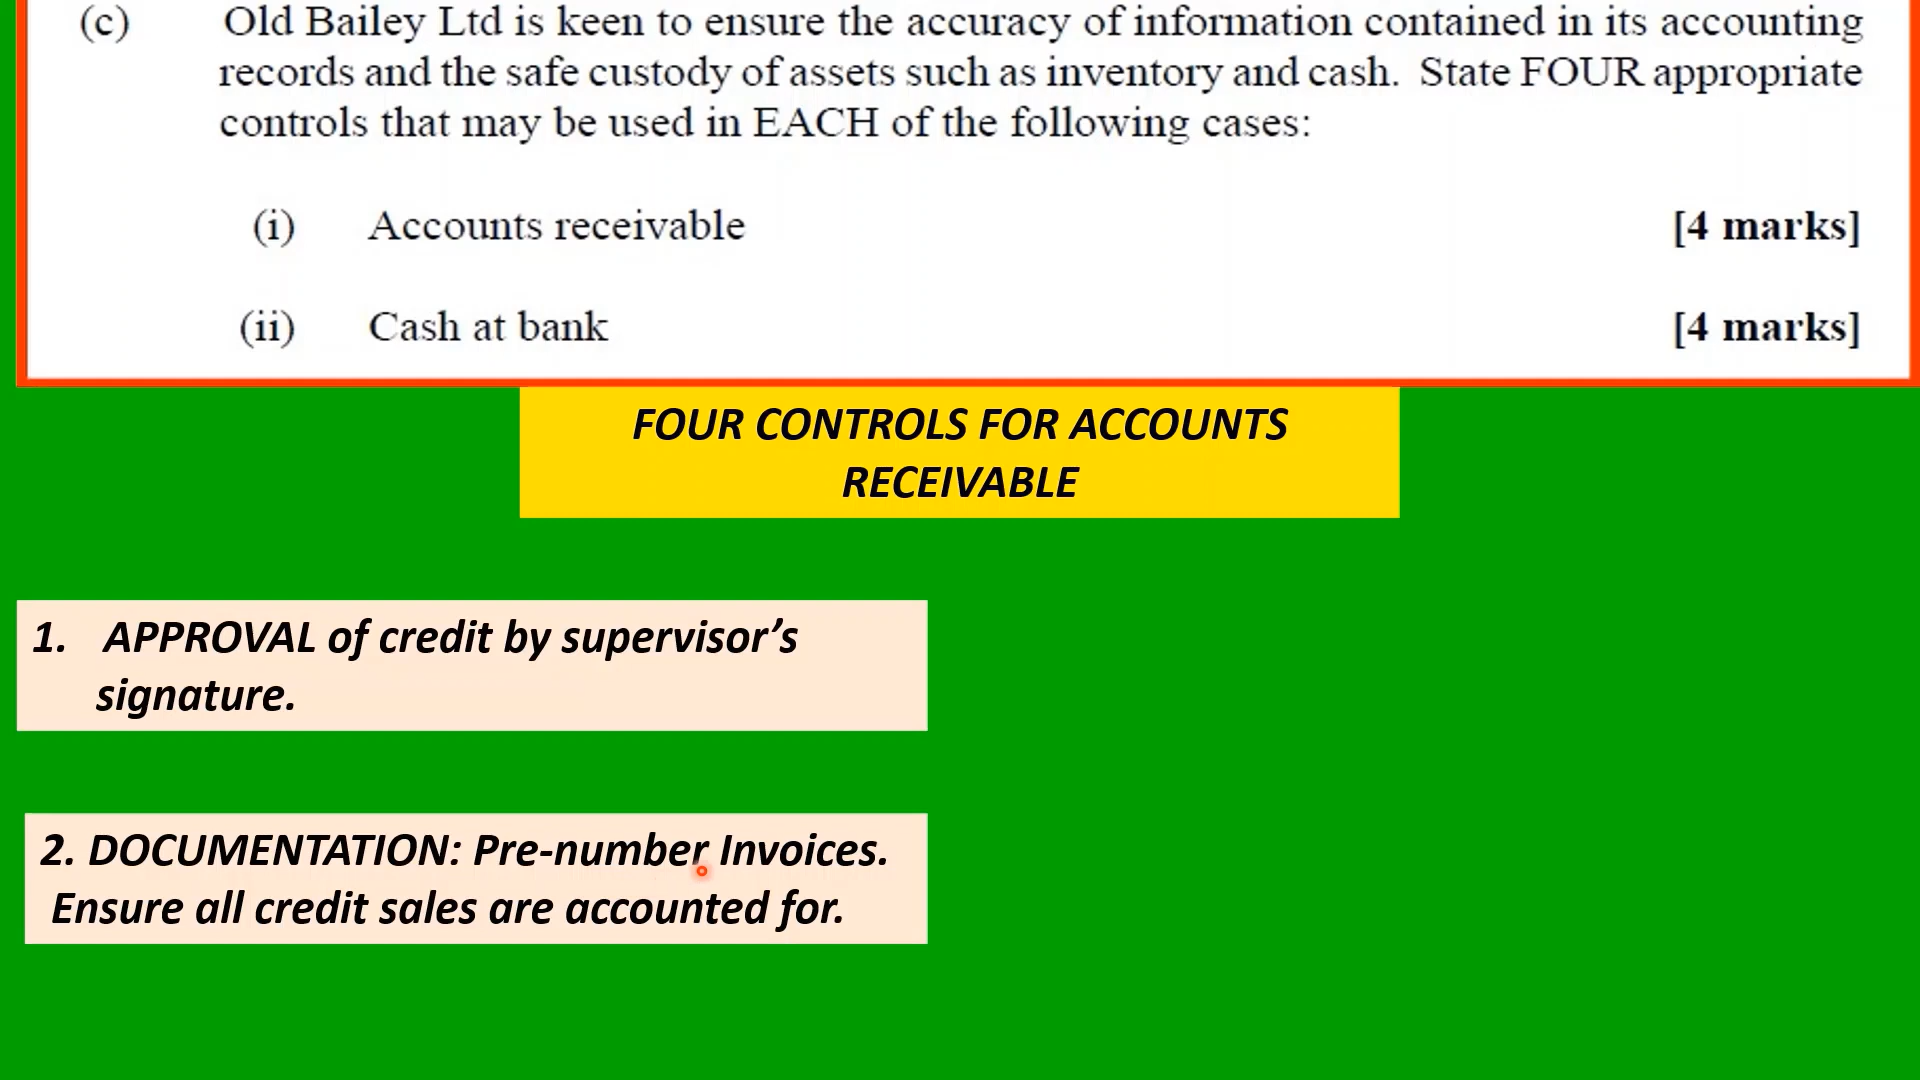 (c) Old Bailey Ltd is keen to ensure the accuracy of information contained in its accounting
records and the safe custody of assets such as inventory and cash. State FOUR appropriate
controls that may be used in EACH of the following cases:
(i) Accounts receivable [4 marks]
(ii) Cash at bank [4 marks]
FOUR CONTROLS FOR ACCOUNTS
RECEIVABLE
1. APPROVAL of credit by supervisor’s
signature.
2. DOCUMENTATION: Pre-number Invoices.
Ensure all credit sales are accounted for.